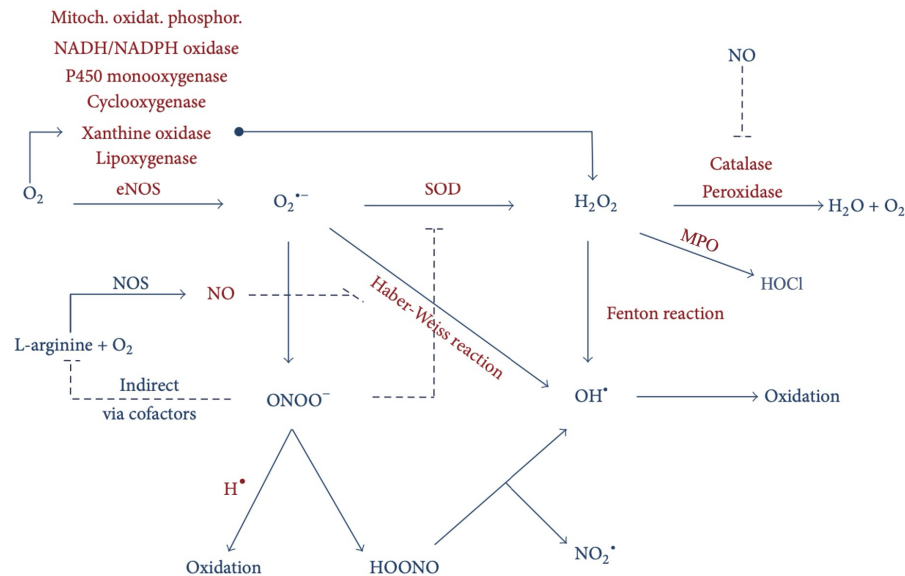 Mitoch. oxidat. phosphor.
NADH/NADPH oxidase
P450 monooxygenase
Cyclooxygenase
Xanthine oxidase
Lipoxygenase
NO
Catalase
Peroxidase
O₂
eNOS
O₂•−
SOD
H₂O₂
H₂O + O₂
MPO
HOCl
NOS
NO
Haber-Weiss reaction
Fenton reaction
L-arginine + O₂
Indirect
via cofactors
ONOO−
OH•
Oxidation
H•
Oxidation
HOONO
NO₂•